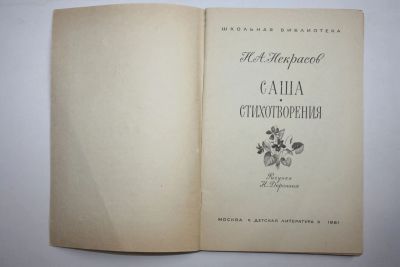 ШКОЛЬНАЯ БИБЛИОТЕКА
Н.А.Некрасов
САША
•
СТИХОТВОРЕНИЯ
Рисунки
МОСКВА «ДЕТСКАЯ ЛИТЕРАТУРА» 1981